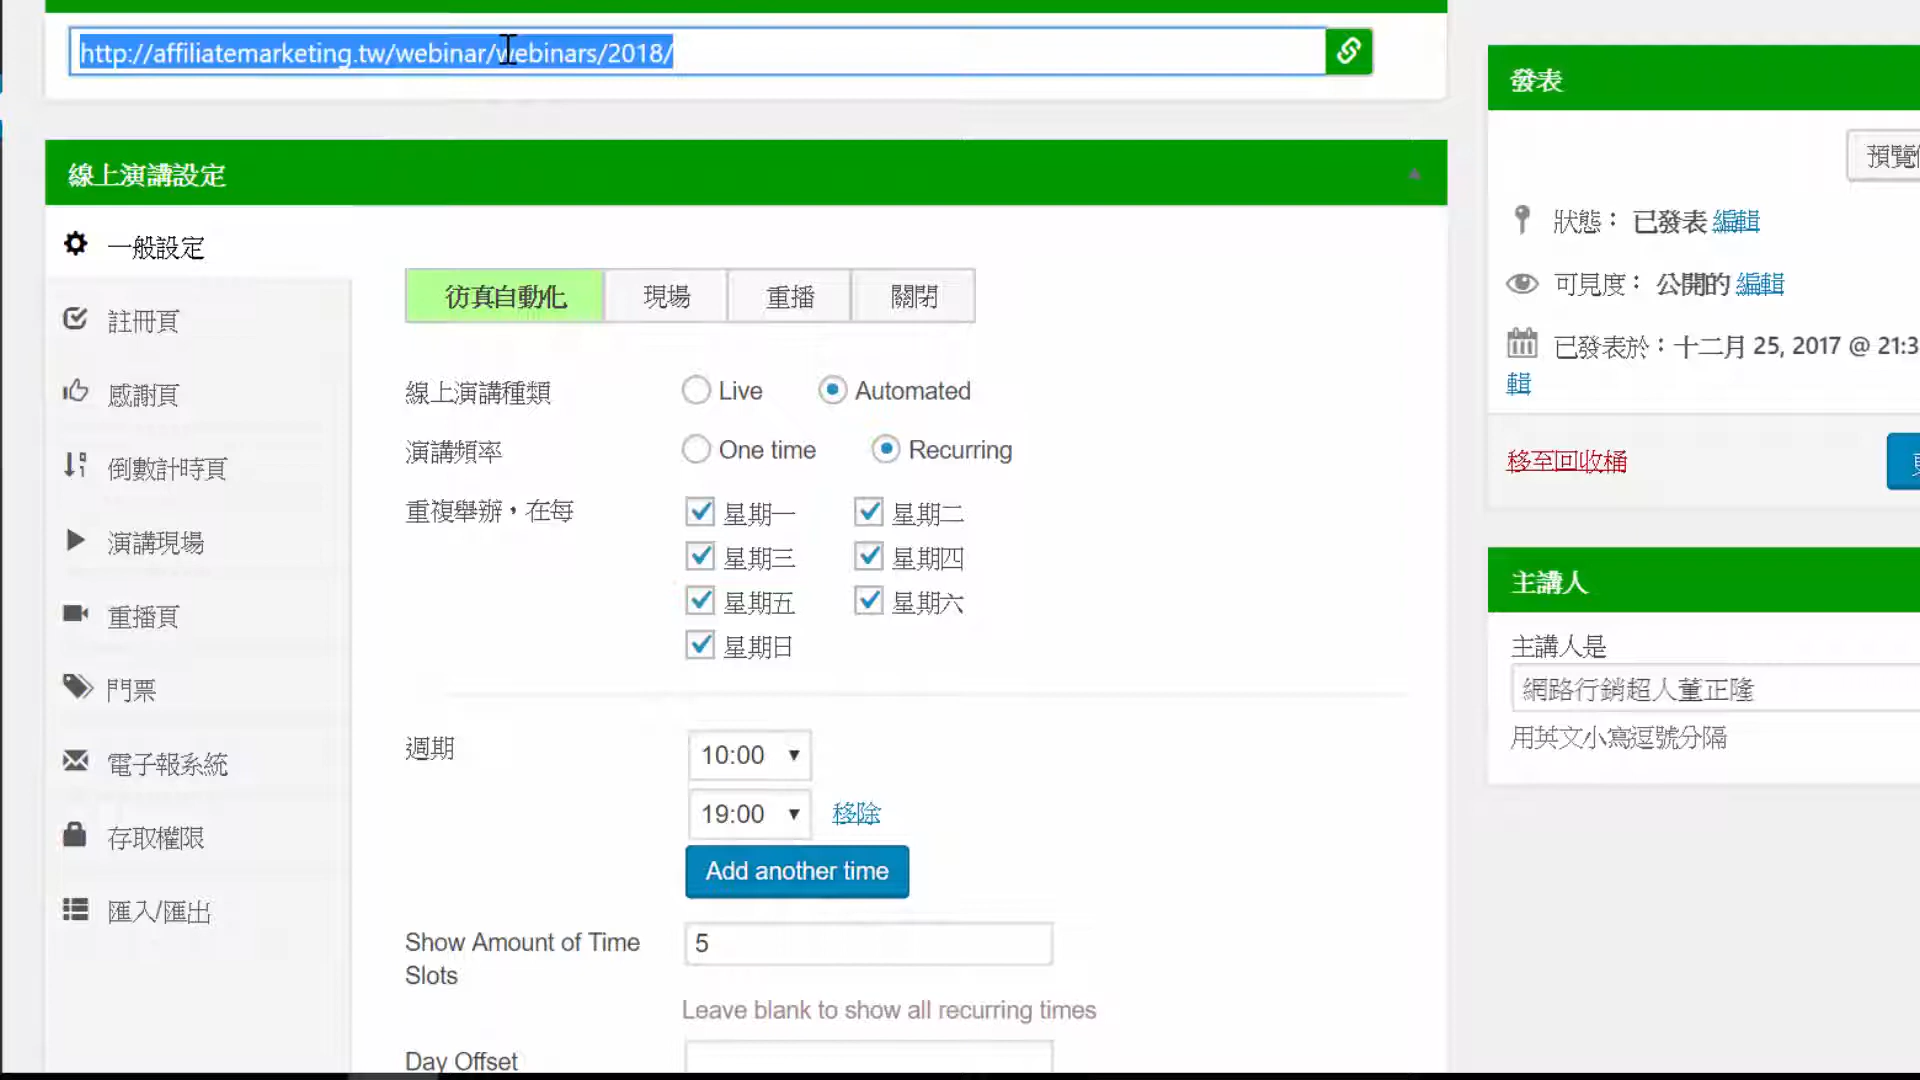 http://affiliatemarketing.tw/webinar/webinars/2018/
線上演講設定
一般設定
註冊頁
感謝頁
倒數計時頁
演講現場
重播頁
門票
電子報系統
存取權限
匯入/匯出
彷真自動化 現場 重播 關閉
線上演講種類 Live Automated
演講頻率 One time Recurring
重複舉辦，在每 星期一 星期二
星期三 星期四
星期五 星期六
星期日
週期 10:00
19:00 移除
Add another time
Show Amount of Time
Slots
5
Leave blank to show all recurring times
Day Offset
發表
預覽
狀態： 已發表 編輯
可見度： 公開的 編輯
已發表於：十二月 25, 2017 @ 21:3
輯
移至回收桶
主講人
主講人是
網路行銷超人董正隆
用英文小寫逗號分隔